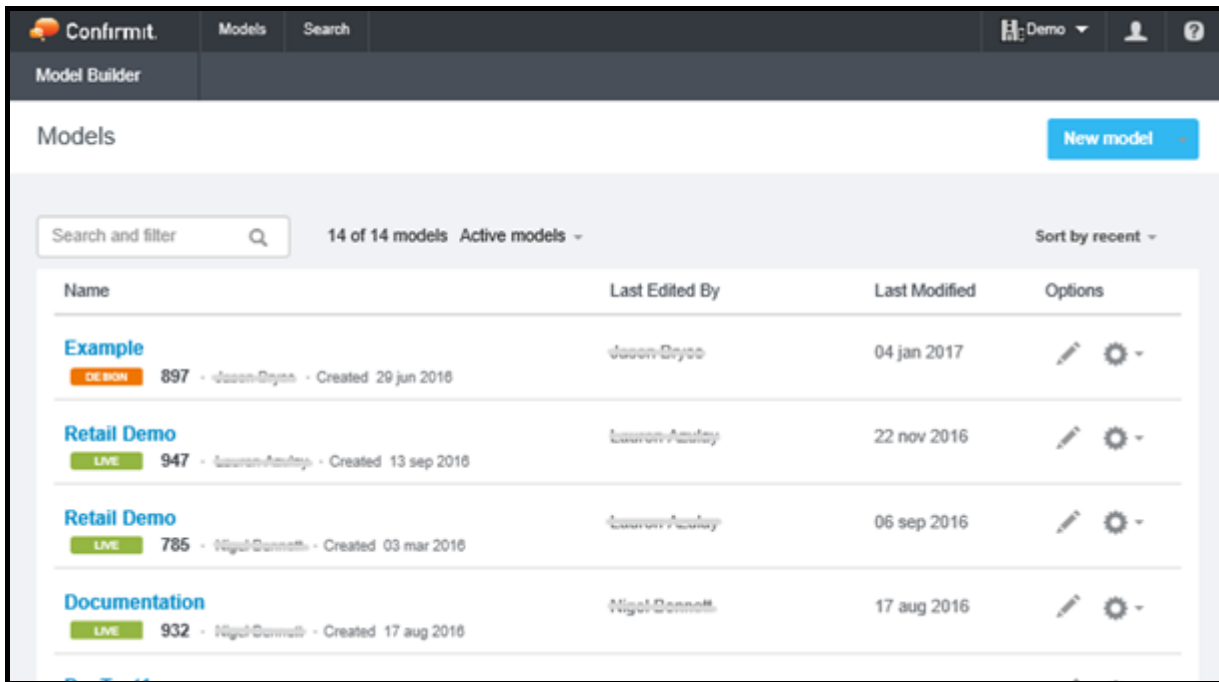 Confirmit. Models Search Demo
Model Builder
Models New model
Search and filter 14 of 14 models Active models Sort by recent
Name Last Edited By Last Modified Options
Example 04 jan 2017
DESIGN 897 - - Created 29 jun 2016
Retail Demo 22 nov 2016
LIVE 947 - - Created 13 sep 2016
Retail Demo 06 sep 2016
LIVE 785 - - Created 03 mar 2016
Documentation 17 aug 2016
LIVE 932 - - Created 17 aug 2016